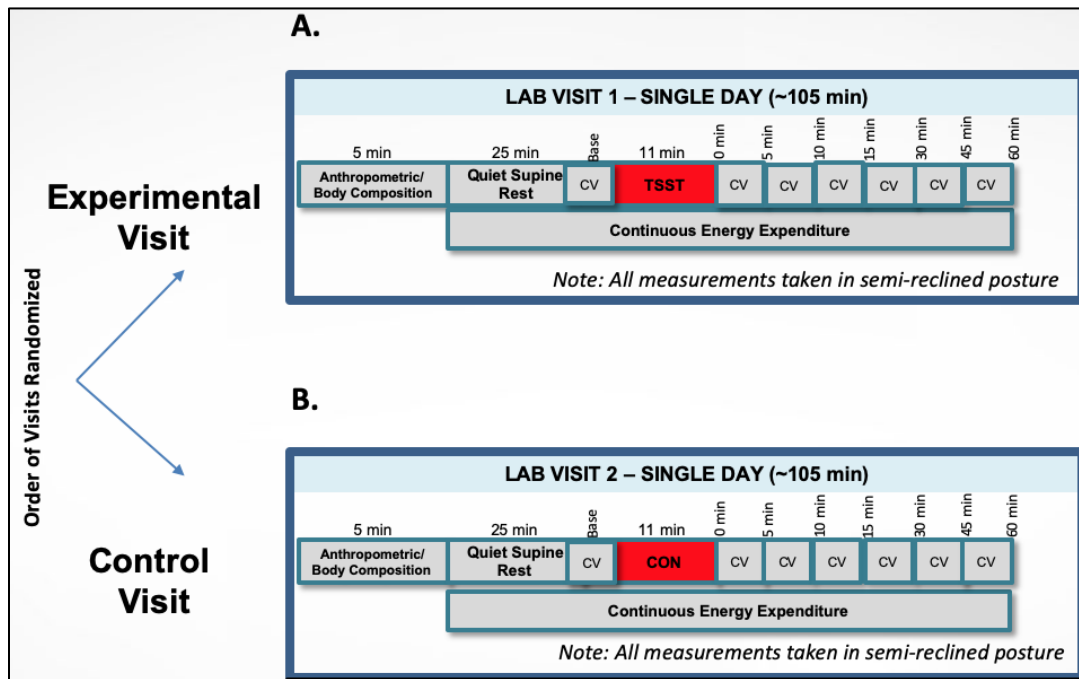 A.
LAB VISIT 1 – SINGLE DAY (~105 min)
5 min
25 min
Base
11 min
0 min
5 min
10 min
15 min
30 min
45 min
60 min
Anthropometric/
Body Composition
Quiet Supine
Rest
CV
TSST
CV
CV
CV
CV
CV
CV
Continuous Energy Expenditure
Note: All measurements taken in semi-reclined posture
Experimental
Visit
Order of Visits Randomized
B.
LAB VISIT 2 – SINGLE DAY (~105 min)
5 min
25 min
Base
11 min
0 min
5 min
10 min
15 min
30 min
45 min
60 min
Anthropometric/
Body Composition
Quiet Supine
Rest
CV
CON
CV
CV
CV
CV
CV
CV
Continuous Energy Expenditure
Note: All measurements taken in semi-reclined posture
Control
Visit